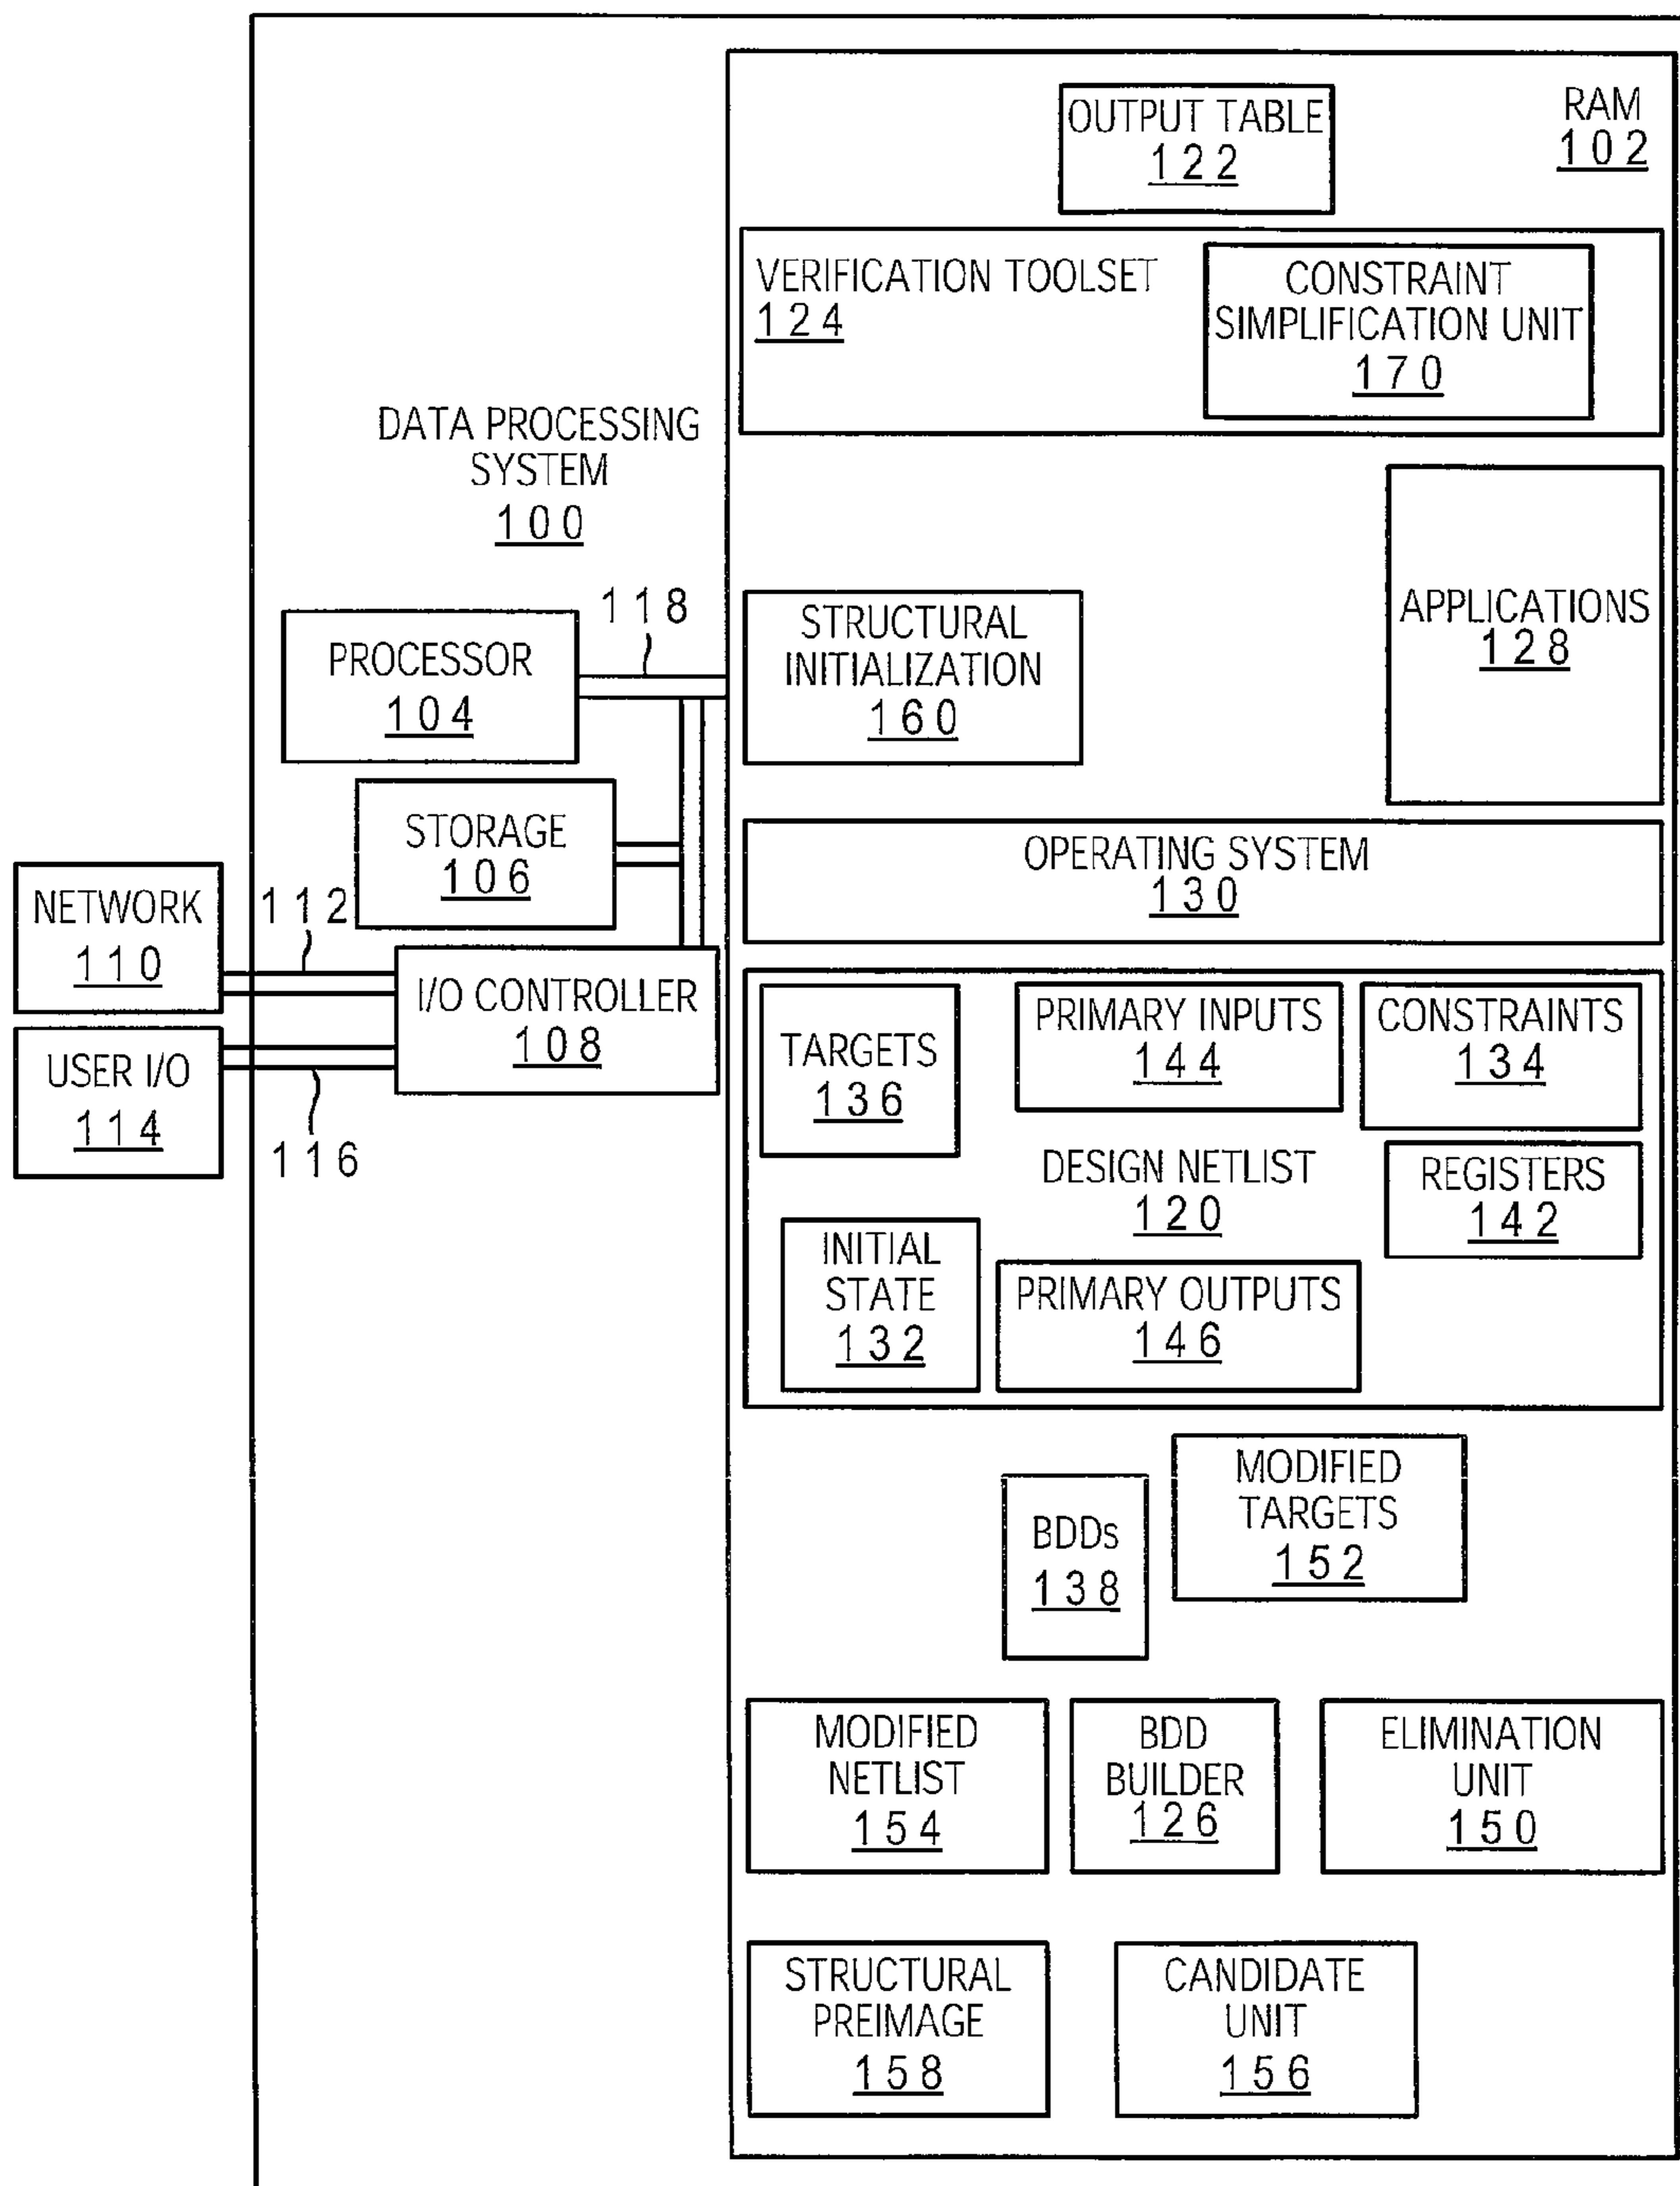 OUTPUT TABLE
122
RAM
102
VERIFICATION TOOLSET
124
CONSTRAINT
SIMPLIFICATION UNIT
170
DATA PROCESSING
SYSTEM
100
APPLICATIONS
128
118
PROCESSOR
104
STRUCTURAL
INITIALIZATION
160
STORAGE
106
OPERATING SYSTEM
130
NETWORK
110
112
I/O CONTROLLER
108
USER I/O
114
116
TARGETS
136
PRIMARY INPUTS
144
CONSTRAINTS
134
DESIGN NETLIST
120
REGISTERS
142
INITIAL
STATE
132
PRIMARY OUTPUTS
146
BDDs
138
MODIFIED
TARGETS
152
MODIFIED
NETLIST
154
BDD
BUILDER
126
ELIMINATION
UNIT
150
STRUCTURAL
PREIMAGE
158
CANDIDATE
UNIT
156